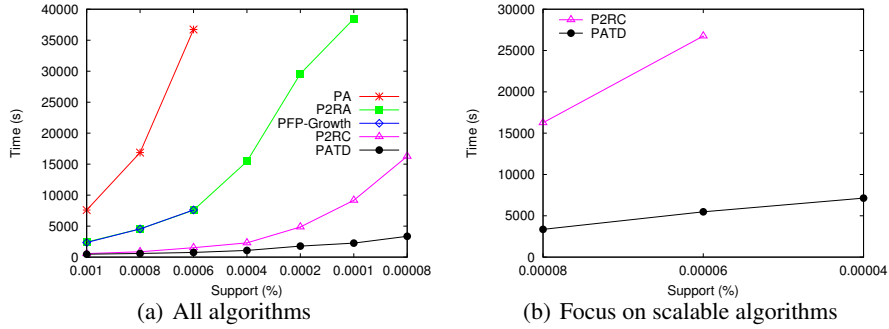 40000
35000
30000
25000
20000
15000
10000
5000
0
Time (s)
0.001
0.0008
0.0006
0.0004
0.0002
0.0001
0.00008
Support (%)
PA
P2RA
PFP-Growth
P2RC
PATD
(a) All algorithms
30000
25000
20000
15000
10000
5000
0
Time (s)
0.00008
0.00006
0.00004
Support (%)
P2RC
PATD
(b) Focus on scalable algorithms